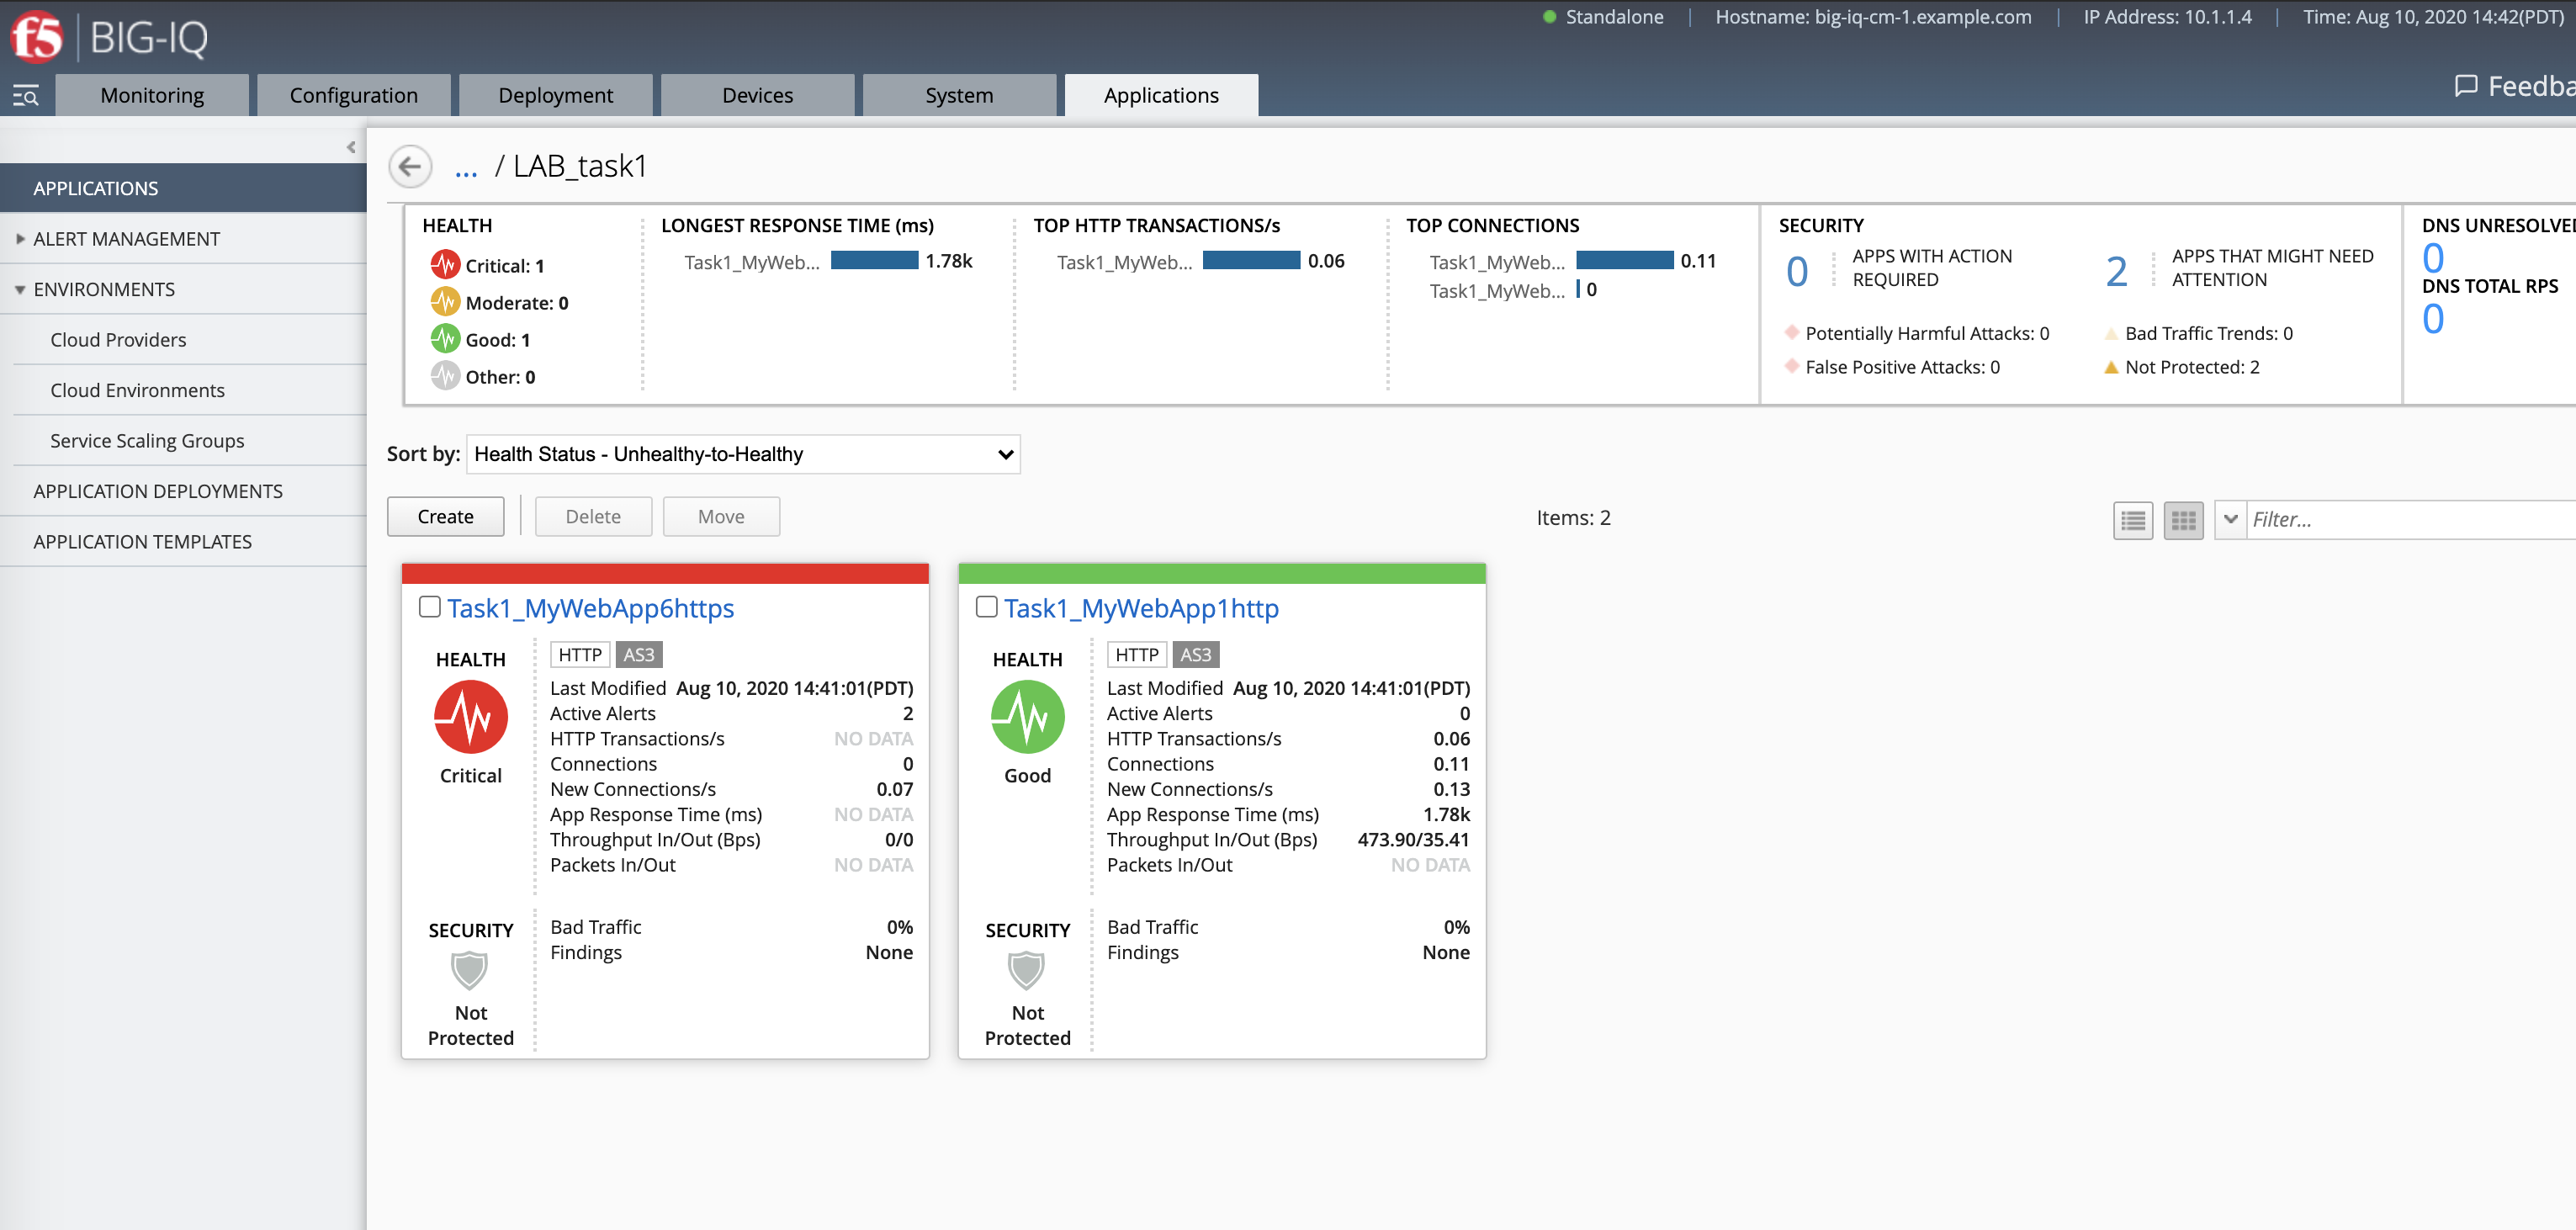 f5 BIG-IQ
Standalone | Hostname: big-iq-cm-1.example.com | IP Address: 10.1.1.4 | Time: Aug 10, 2020 14:42(PDT)
Monitoring Configuration Deployment Devices System Applications
Feedba
APPLICATIONS
ALERT MANAGEMENT
ENVIRONMENTS
Cloud Providers
Cloud Environments
Service Scaling Groups
APPLICATION DEPLOYMENTS
APPLICATION TEMPLATES
... / LAB_task1
HEALTH
Critical: 1
Moderate: 0
Good: 1
Other: 0
LONGEST RESPONSE TIME (ms)
Task1_MyWeb... 1.78k
TOP HTTP TRANSACTIONS/s
Task1_MyWeb... 0.06
TOP CONNECTIONS
Task1_MyWeb... 0.11
Task1_MyWeb... 0
SECURITY
0 APPS WITH ACTION
REQUIRED
2 APPS THAT MIGHT NEED
ATTENTION
Potentially Harmful Attacks: 0
Bad Traffic Trends: 0
False Positive Attacks: 0
Not Protected: 2
DNS UNRESOLVED
0
DNS TOTAL RPS
0
Sort by: Health Status - Unhealthy-to-Healthy
Create Delete Move
Items: 2
Filter...
Task1_MyWebApp6https
HEALTH
Critical
HTTP AS3
Last Modified Aug 10, 2020 14:41:01(PDT)
Active Alerts 2
HTTP Transactions/s NO DATA
Connections 0
New Connections/s 0.07
App Response Time (ms) NO DATA
Throughput In/Out (Bps) 0/0
Packets In/Out NO DATA
SECURITY
Not
Protected
Bad Traffic 0%
Findings None
Task1_MyWebApp1http
HEALTH
Good
HTTP AS3
Last Modified Aug 10, 2020 14:41:01(PDT)
Active Alerts 0
HTTP Transactions/s 0.06
Connections 0.11
New Connections/s 0.13
App Response Time (ms) 1.78k
Throughput In/Out (Bps) 473.90/35.41
Packets In/Out NO DATA
SECURITY
Not
Protected
Bad Traffic 0%
Findings None